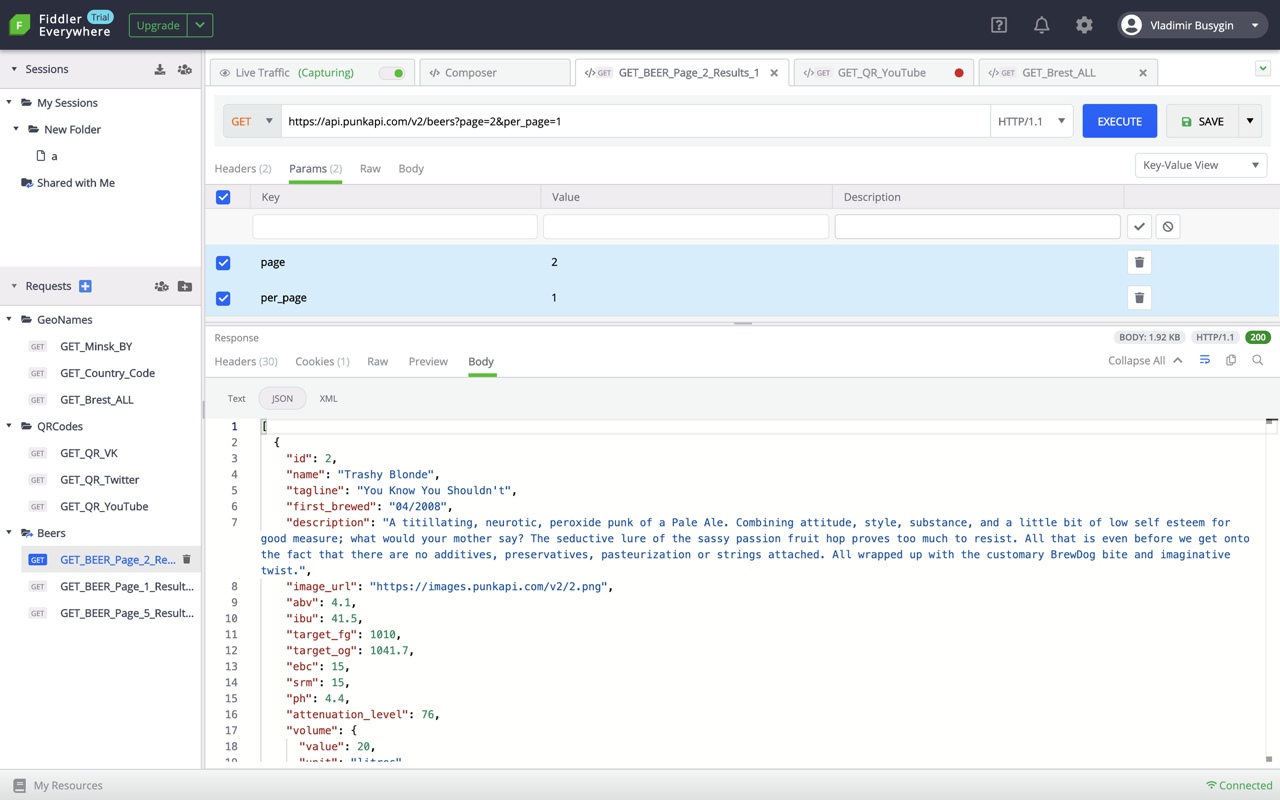 Fiddler Trial
Everywhere
Upgrade
Vladimir Busygin
Sessions
My Sessions
New Folder
a
Shared with Me
Requests
GeoNames
GET GET_Minsk_BY
GET GET_Country_Code
GET GET_Brest_ALL
QRCodes
GET GET_QR_VK
GET GET_QR_Twitter
GET GET_QR_YouTube
Beers
GET GET_BEER_Page_2_Re...
GET GET_BEER_Page_1_Result...
GET GET_BEER_Page_5_Result...
Live Traffic (Capturing)
</> Composer
</> GET GET_BEER_Page_2_Results_1
</> GET GET_QR_YouTube
</> GET GET_Brest_ALL
GET https://api.punkapi.com/v2/beers?page=2&per_page=1 HTTP/1.1 EXECUTE SAVE
Headers (2) Params (2) Raw Body Key-Value View
Key Value Description
page 2
per_page 1
Response BODY: 1.92 KB HTTP/1.1 200
Headers (30) Cookies (1) Raw Preview Body Collapse All
Text JSON XML
1 [
2 {
3 "id": 2,
4 "name": "Trashy Blonde",
5 "tagline": "You Know You Shouldn't",
6 "first_brewed": "04/2008",
7 "description": "A titillating, neurotic, peroxide punk of a Pale Ale. Combining attitude, style, substance, and a little bit of low self esteem for
good measure; what would your mother say? The seductive lure of the sassy passion fruit hop proves too much to resist. All that is even before we get onto
the fact that there are no additives, preservatives, pasteurization or strings attached. All wrapped up with the customary BrewDog bite and imaginative
twist.",
8 "image_url": "https://images.punkapi.com/v2/2.png",
9 "abv": 4.1,
10 "ibu": 41.5,
11 "target_fg": 1010,
12 "target_og": 1041.7,
13 "ebc": 15,
14 "srm": 15,
15 "ph": 4.4,
16 "attenuation_level": 76,
17 "volume": {
18 "value": 20,
19 "unit": "litres"
My Resources
Connected